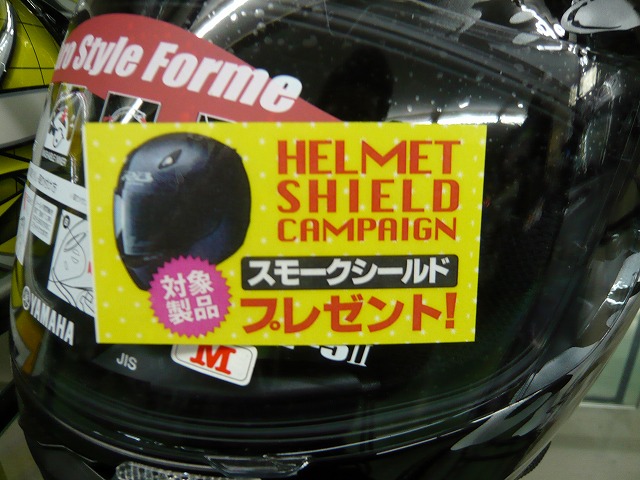 ro Style Forme
HELMET
SHIELD
CAMPAIGN
対象
製品
スモークシールド
プレゼント!
YAMAHA
JIS
M